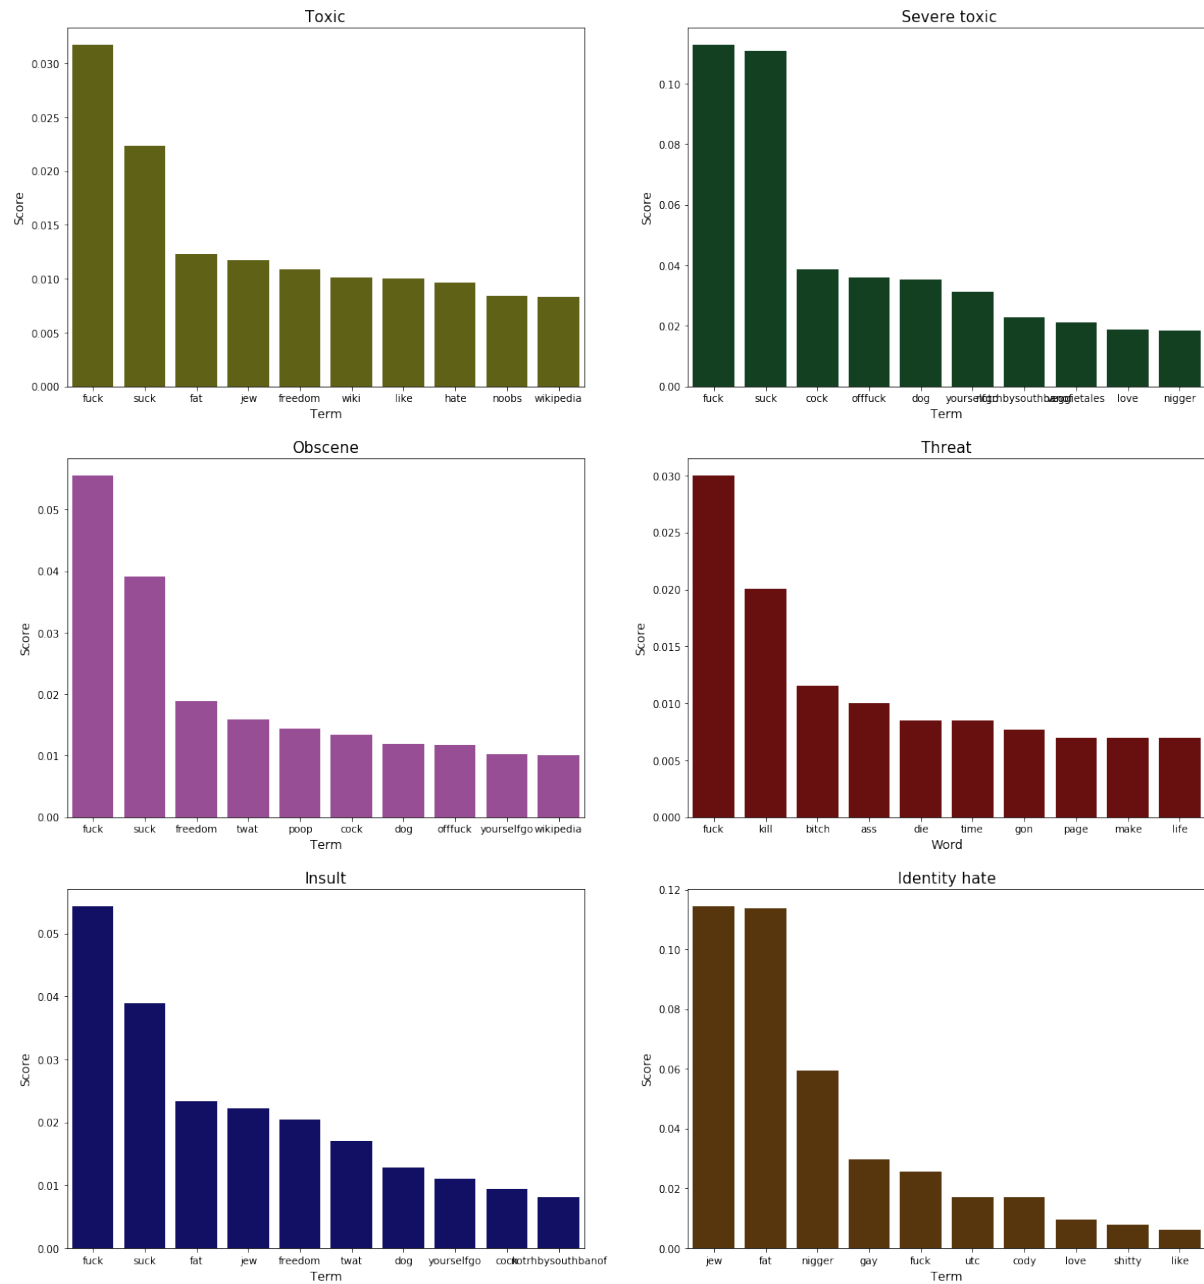 Toxic
0.030
0.025
0.020
0.015
0.010
0.005
0.000
Score
fuck suck fat jew freedom wiki like hate noobs wikipedia
Term
Severe toxic
0.10
0.08
0.06
0.04
0.02
0.00
Score
fuck suck cock offfuck dog yourselfgo notrhbysouthbanof veggietales love nigger
Term
Obscene
0.05
0.04
0.03
0.02
0.01
0.00
Score
fuck suck freedom twat poop cock dog offfuck yourselfgo wikipedia
Term
Threat
0.030
0.025
0.020
0.015
0.010
0.005
0.000
Score
fuck kill bitch ass die time gon page make life
Word
Insult
0.05
0.04
0.03
0.02
0.01
0.00
Score
fuck suck fat jew freedom twat dog yourselfgo cock notrhbysouthbanof
Term
Identity hate
0.12
0.10
0.08
0.06
0.04
0.02
0.00
Score
jew fat nigger gay fuck utc cody love shitty like
Term